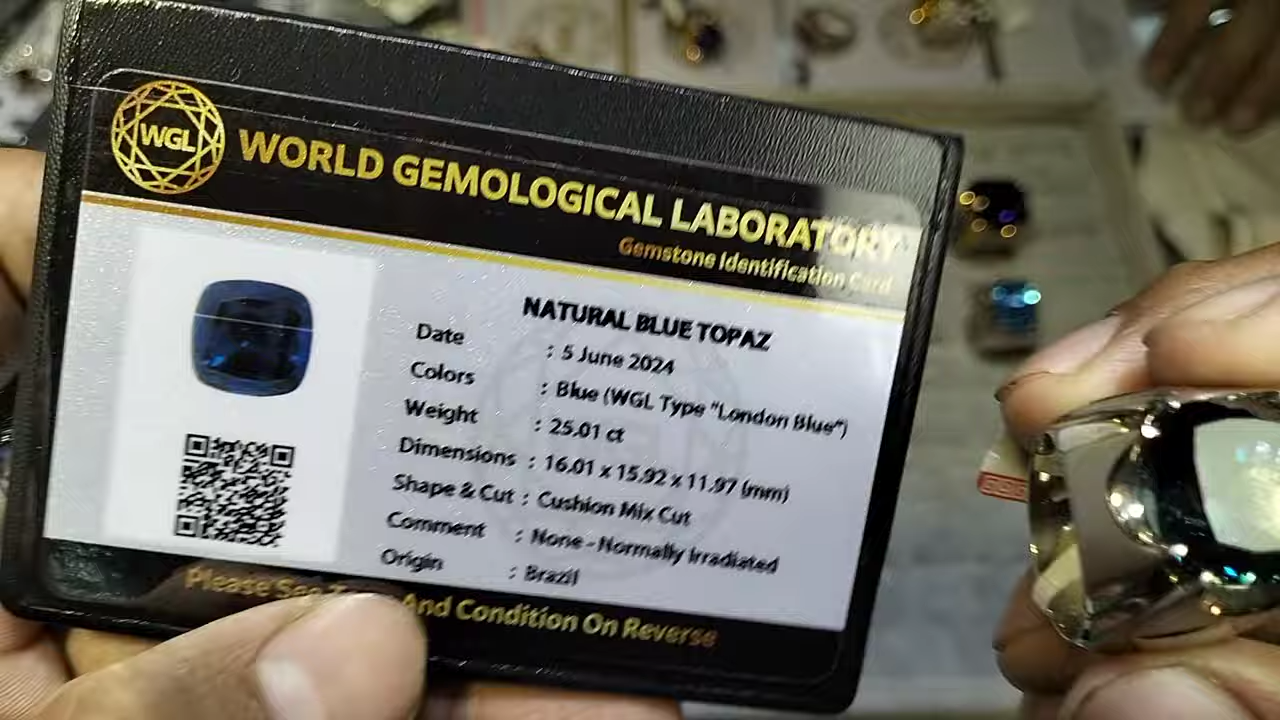 WGL
WORLD GEMOLOGICAL LABORATORY
Gemstone Identification Card
NATURAL BLUE TOPAZ
Date : 5 June 2024
Colors : Blue (WGL Type "London Blue")
Weight : 25.01 ct
Dimensions : 16.01 x 15.92 x 11.97 (mm)
Shape & Cut : Cushion Mix Cut
Comment : None - Normally Irradiated
Origin : Brazil
Please See And Condition On Reverse